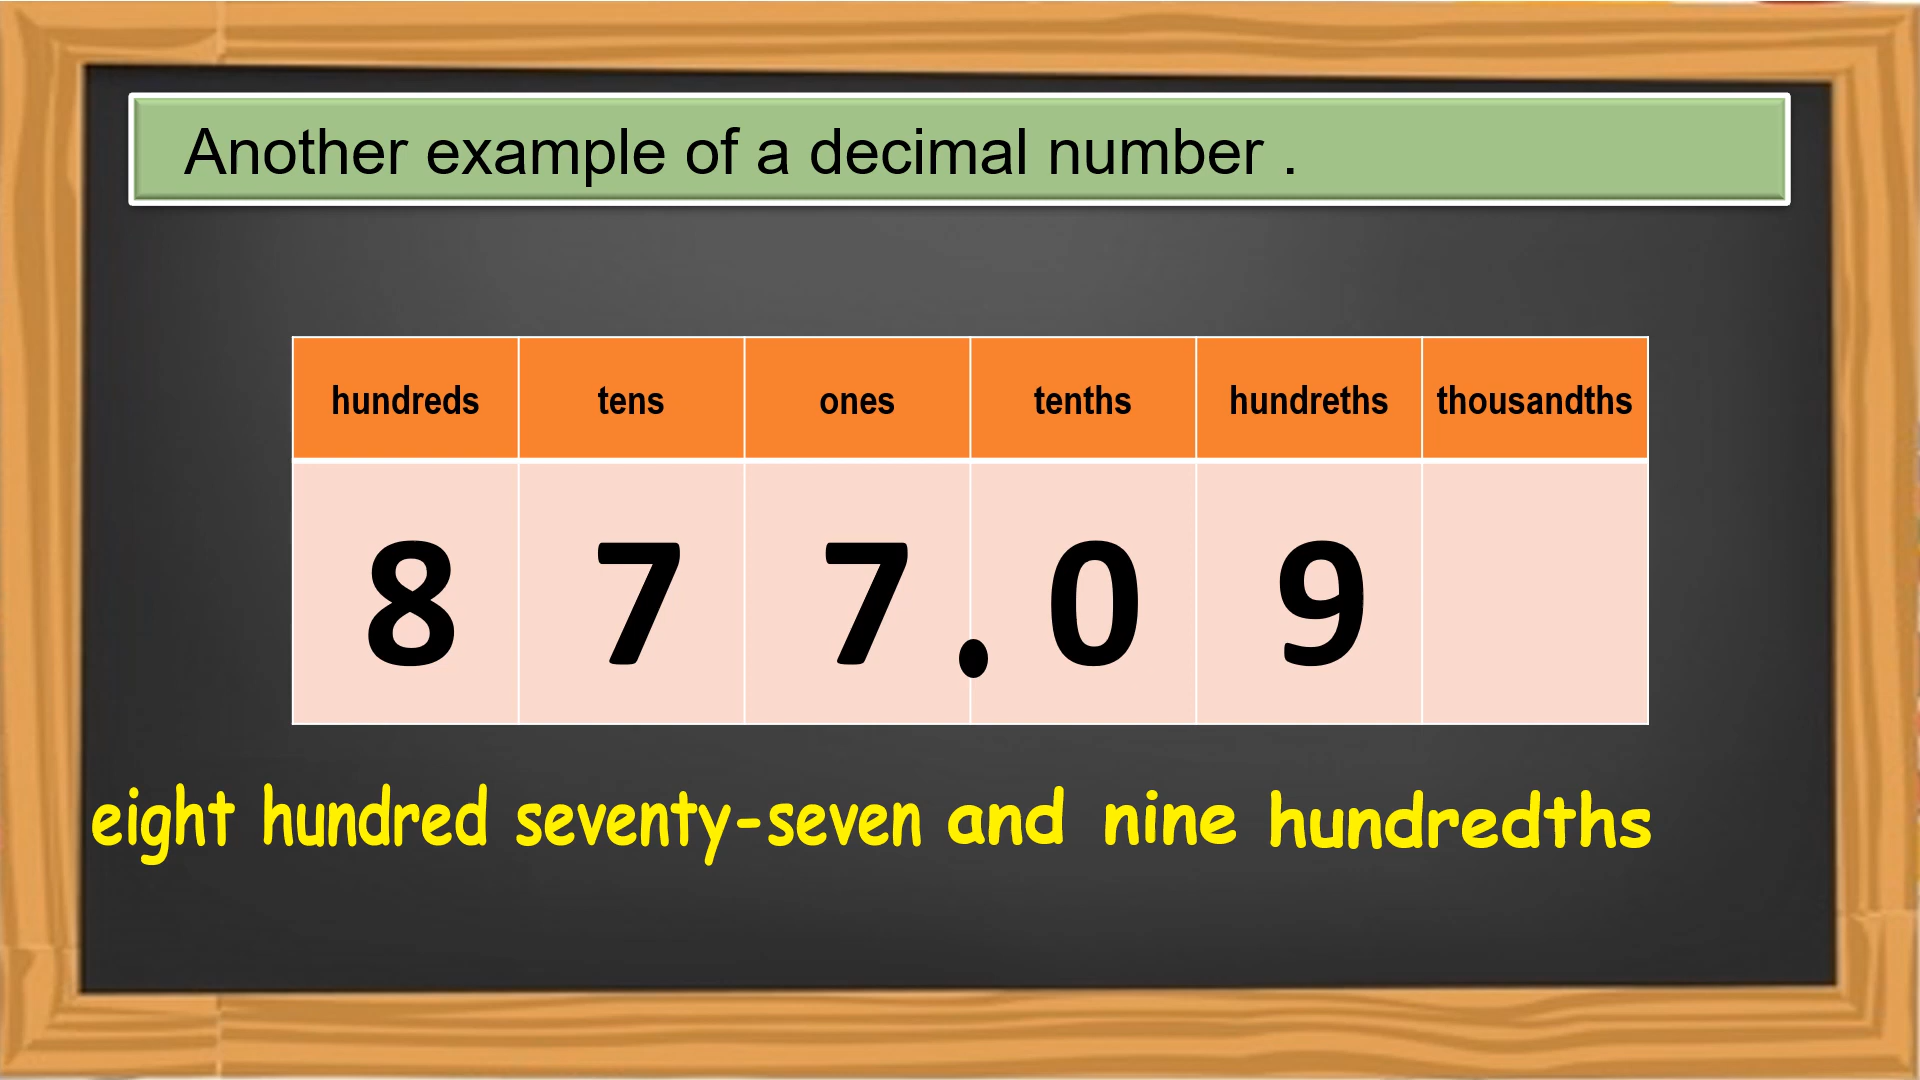 Another example of a decimal number .
hundreds tens ones tenths hundreths thousandths
8 7 7 . 0 9
eight hundred seventy-seven and nine hundredths